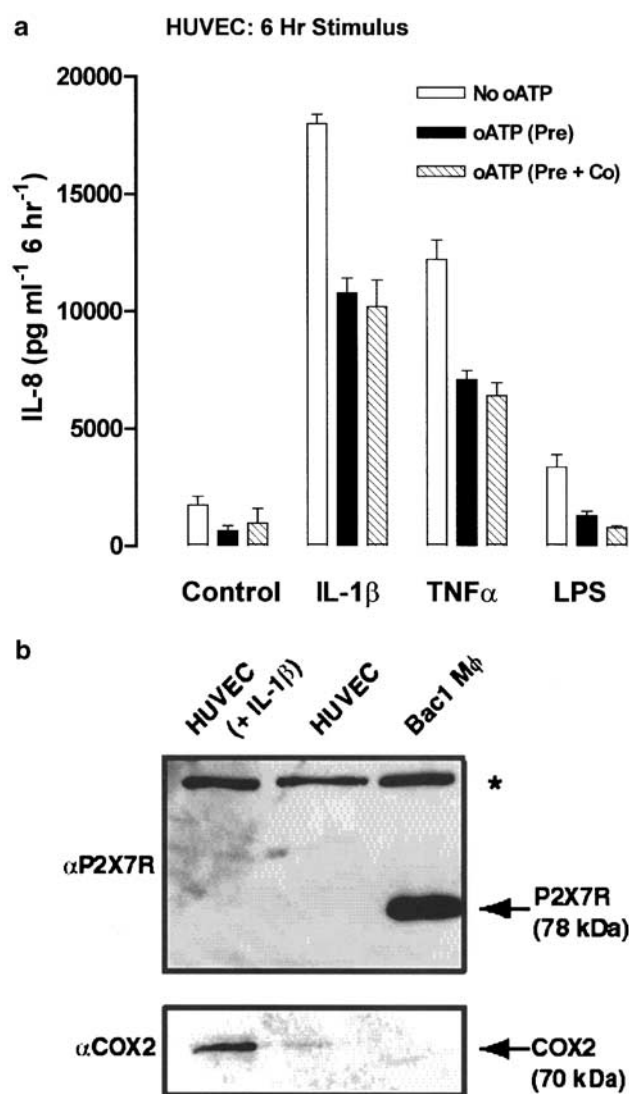 a
HUVEC: 6 Hr Stimulus
IL-8 (pg ml⁻¹ 6 hr⁻¹)
20000
15000
10000
5000
0
No oATP
oATP (Pre)
oATP (Pre + Co)
Control IL-1β TNFα LPS
b
HUVEC
(+ IL-1β)
HUVEC
Bac1 Mϕ
*
αP2X7R
P2X7R
(78 kDa)
αCOX2
COX2
(70 kDa)